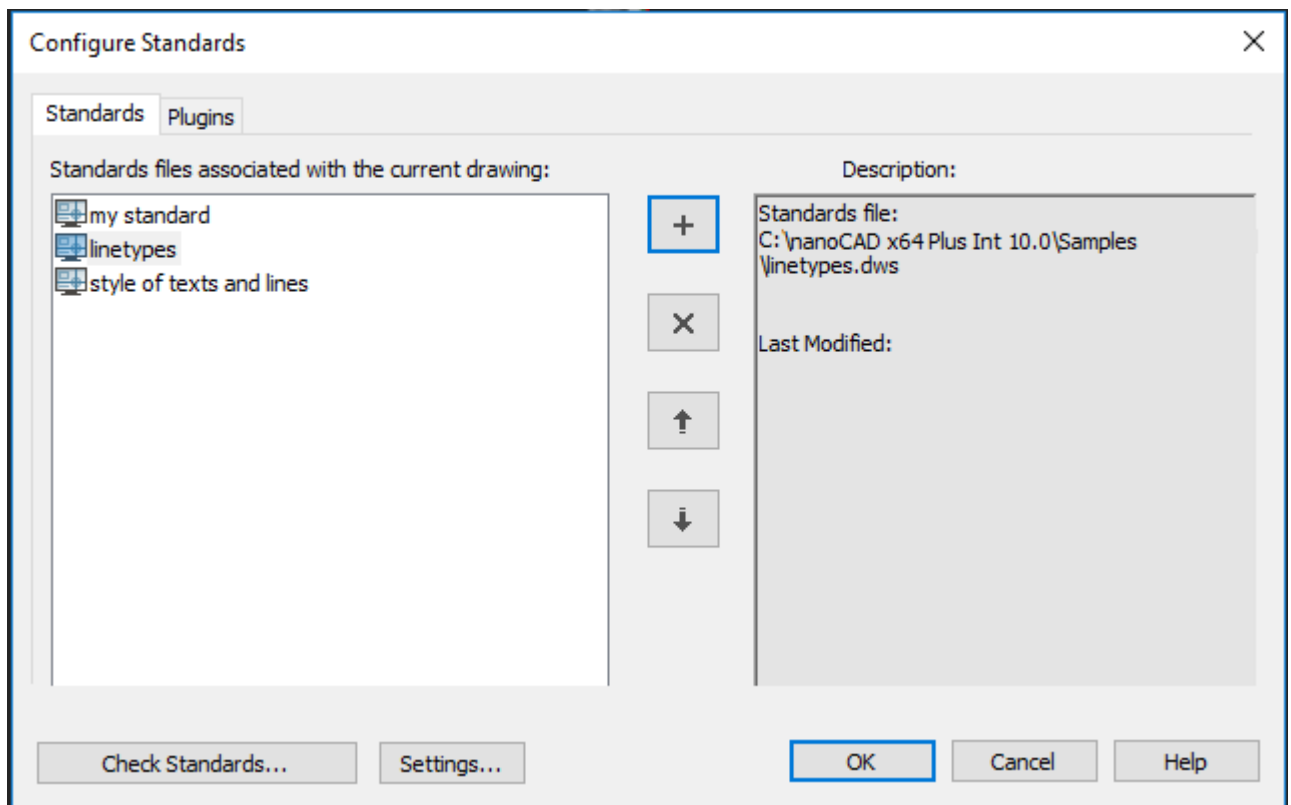 Configure Standards
Standards
Plugins
Standards files associated with the current drawing:
Description:
my standard
linetypes
style of texts and lines
Standards file:
C:\nanoCAD x64 Plus Int 10.0\Samples
\linetypes.dws
Last Modified:
Check Standards...
Settings...
OK
Cancel
Help